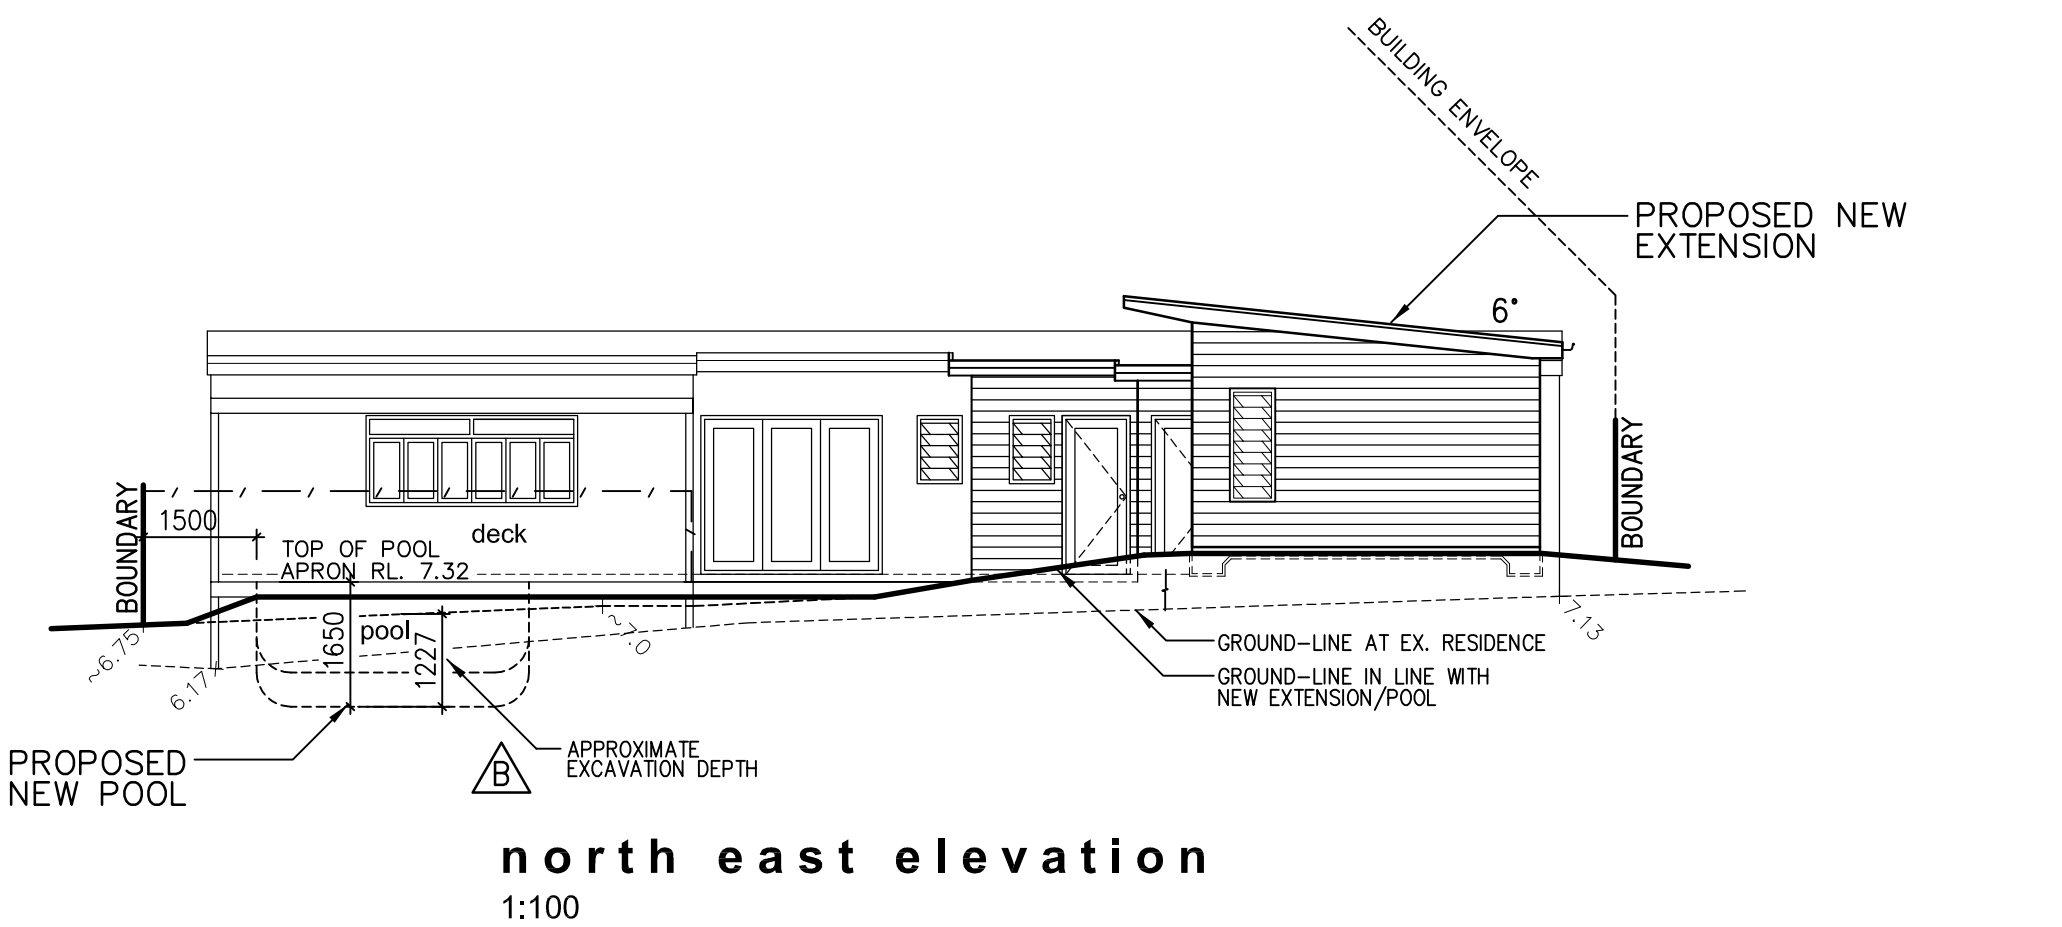 BUILDING ENVELOPE
PROPOSED NEW
EXTENSION
6°
BOUNDARY
BOUNDARY
1500
deck
TOP OF POOL
APRON RL. 7.32
pool
1650
1227
~6.75
6.17
~7.0
7.13
GROUND-LINE AT EX. RESIDENCE
GROUND-LINE IN LINE WITH
NEW EXTENSION/POOL
PROPOSED
NEW POOL
B
APPROXIMATE
EXCAVATION DEPTH
north east elevation
1:100